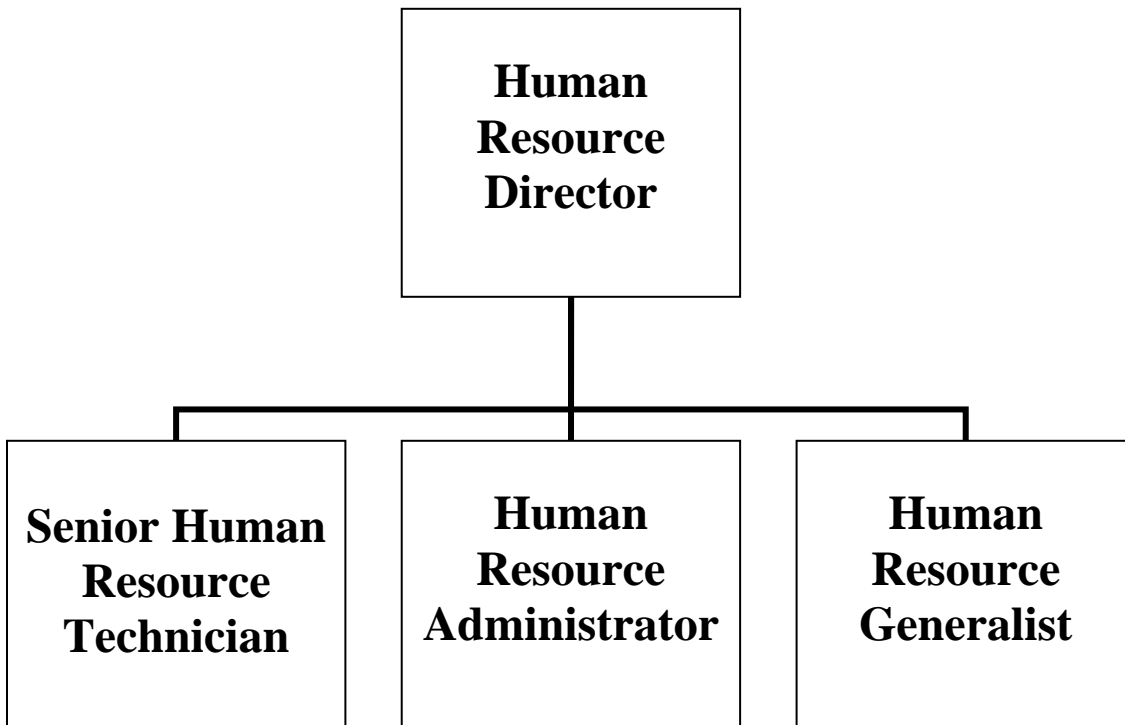 Human
Resource
Director
Senior Human
Resource
Technician
Human
Resource
Administrator
Human
Resource
Generalist